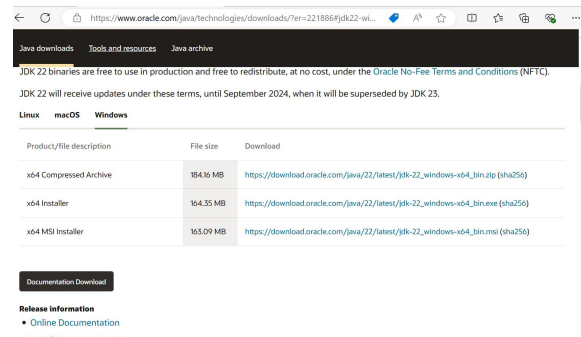 https://www.oracle.com/java/technologies/downloads/?er=221886#jdk22-wi...
Java downloads Tools and resources Java archive
JDK 22 binaries are free to use in production and free to redistribute, at no cost, under the Oracle No-Fee Terms and Conditions (NFTC).
JDK 22 will receive updates under these terms, until September 2024, when it will be superseded by JDK 23.
Linux macOS Windows
Product/file description File size Download
x64 Compressed Archive 184.16 MB https://download.oracle.com/java/22/latest/jdk-22_windows-x64_bin.zip (sha256)
x64 Installer 164.35 MB https://download.oracle.com/java/22/latest/jdk-22_windows-x64_bin.exe (sha256)
x64 MSI Installer 163.09 MB https://download.oracle.com/java/22/latest/jdk-22_windows-x64_bin.msi (sha256)
Documentation Download
Release information
• Online Documentation